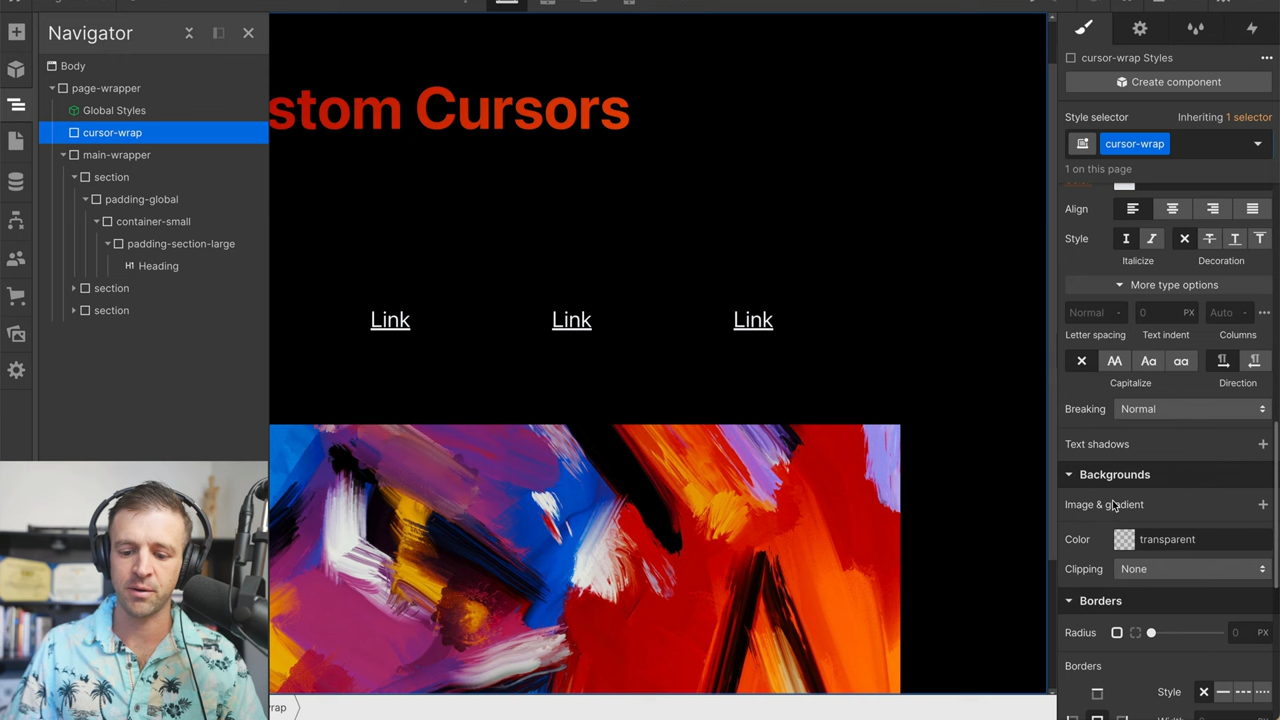 Navigator
Body
page-wrapper
Global Styles
cursor-wrap
main-wrapper
section
padding-global
container-small
padding-section-large
H1 Heading
section
section
stom Cursors
Link
Link
Link
rap
cursor-wrap Styles
Create component
Style selector
Inheriting 1 selector
cursor-wrap
1 on this page
Align
Style
Italicize
Decoration
More type options
Normal -
0 PX
Auto -
Letter spacing
Text indent
Columns
AA Aa aa
Capitalize
Direction
Breaking
Normal
Text shadows
Backgrounds
Image & gradient
Color
transparent
Clipping
None
Borders
Radius
0 PX
Borders
Style